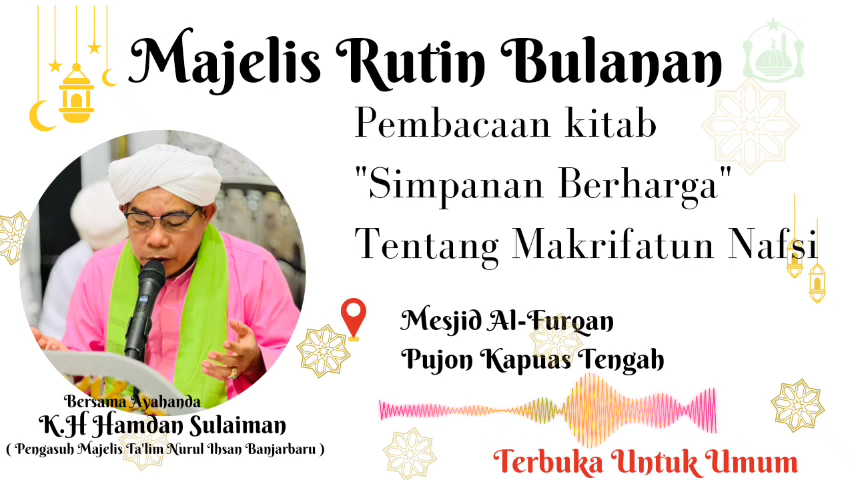 Majelis Rutin Bulanan
Pembacaan kitab
"Simpanan Berharga"
Tentang Makrifatun Nafsi
Mesjid Al-Furqan
Pujon Kapuas Tengah
Bersama Ayahanda
K.H Hamdan Sulaiman
( Pengasuh Majelis Ta'lim Nurul Ihsan Banjarbaru )
Terbuka Untuk Umum